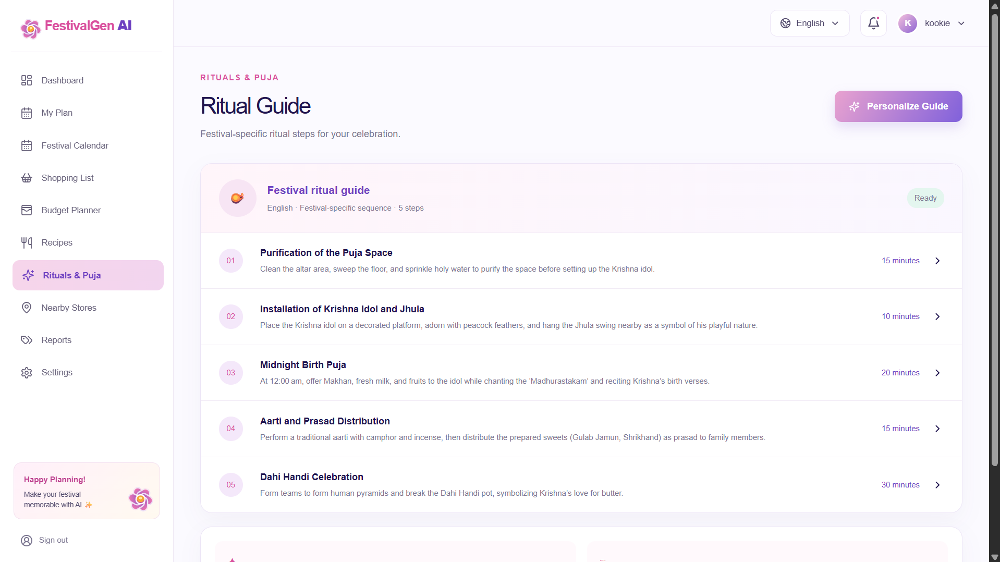 FestivalGen AI
English
K
kookie
Dashboard
My Plan
Festival Calendar
Shopping List
Budget Planner
Recipes
Rituals & Puja
Nearby Stores
Reports
Settings
Happy Planning!
Make your festival
memorable with AI
Sign out
RITUALS & PUJA
Ritual Guide
Festival-specific ritual steps for your celebration.
Personalize Guide
Festival ritual guide
English · Festival-specific sequence · 5 steps
Ready
01
Purification of the Puja Space
Clean the altar area, sweep the floor, and sprinkle holy water to purify the space before setting up the Krishna idol.
15 minutes
02
Installation of Krishna Idol and Jhula
Place the Krishna idol on a decorated platform, adorn with peacock feathers, and hang the Jhula swing nearby as a symbol of his playful nature.
10 minutes
03
Midnight Birth Puja
At 12:00 am, offer Makhan, fresh milk, and fruits to the idol while chanting the ‘Madhurastakam’ and reciting Krishna’s birth verses.
20 minutes
04
Aarti and Prasad Distribution
Perform a traditional aarti with camphor and incense, then distribute the prepared sweets (Gulab Jamun, Shrikhand) as prasad to family members.
15 minutes
05
Dahi Handi Celebration
Form teams to form human pyramids and break the Dahi Handi pot, symbolizing Krishna’s love for butter.
30 minutes